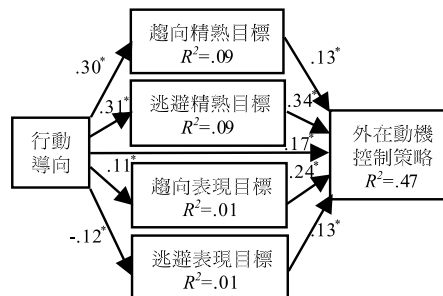 趨向精熟目標
R²=.09
.30*
.13*
逃避精熟目標
R²=.09
.31*
.34*
行動
導向
.17*
外在動機
控制策略
R²=.47
.11*
趨向表現目標
R²=.01
.24*
-.12*
逃避表現目標
R²=.01
.13*